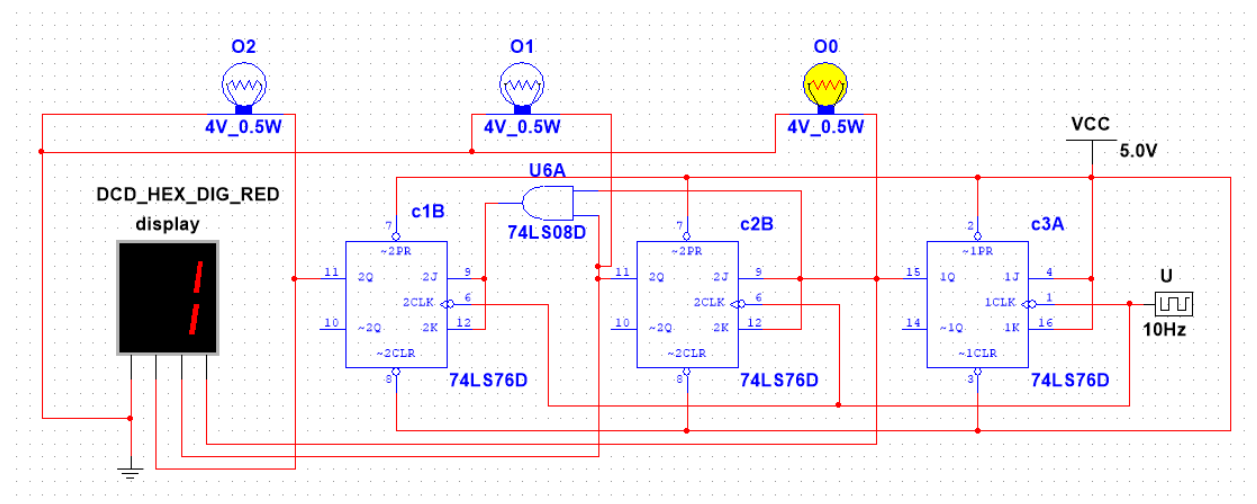 O2
O1
O0
4V_0.5W
4V_0.5W
4V_0.5W
VCC
5.0V
U6A
74LS08D
DCD_HEX_DIG_RED
display
1
c1B
7
~2PR
11
2Q
2J
9
2CLK
6
10
~2Q
2K
12
~2CLR
8
74LS76D
c2B
7
~2PR
11
2Q
2J
9
2CLK
6
10
~2Q
2K
12
~2CLR
8
74LS76D
c3A
2
~1PR
15
1Q
1J
4
1CLK
1
14
~1Q
1K
16
~1CLR
3
74LS76D
U
10Hz